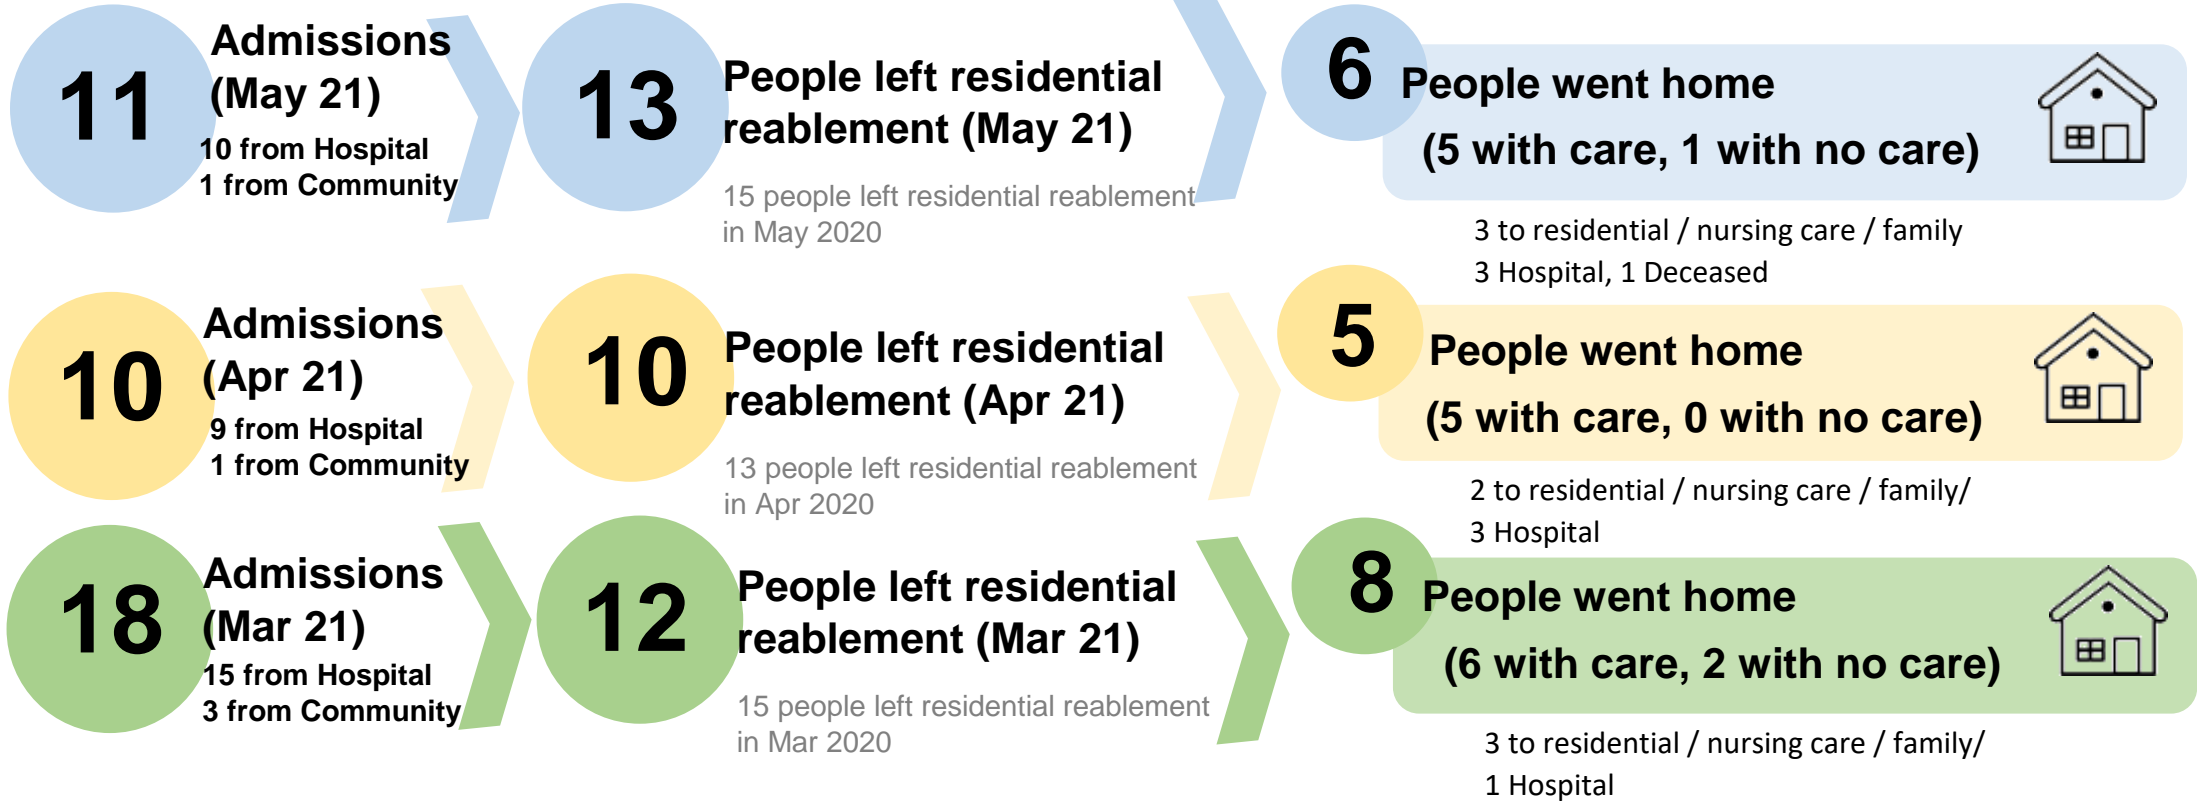 11
Admissions
(May 21)
10 from Hospital
1 from Community
13
People left residential
reablement (May 21)
15 people left residential reablement
in May 2020
6
People went home
(5 with care, 1 with no care)
3 to residential / nursing care / family
3 Hospital, 1 Deceased
10
Admissions
(Apr 21)
9 from Hospital
1 from Community
10
People left residential
reablement (Apr 21)
13 people left residential reablement
in Apr 2020
5
People went home
(5 with care, 0 with no care)
2 to residential / nursing care / family/
3 Hospital
18
Admissions
(Mar 21)
15 from Hospital
3 from Community
12
People left residential
reablement (Mar 21)
15 people left residential reablement
in Mar 2020
8
People went home
(6 with care, 2 with no care)
3 to residential / nursing care / family/
1 Hospital